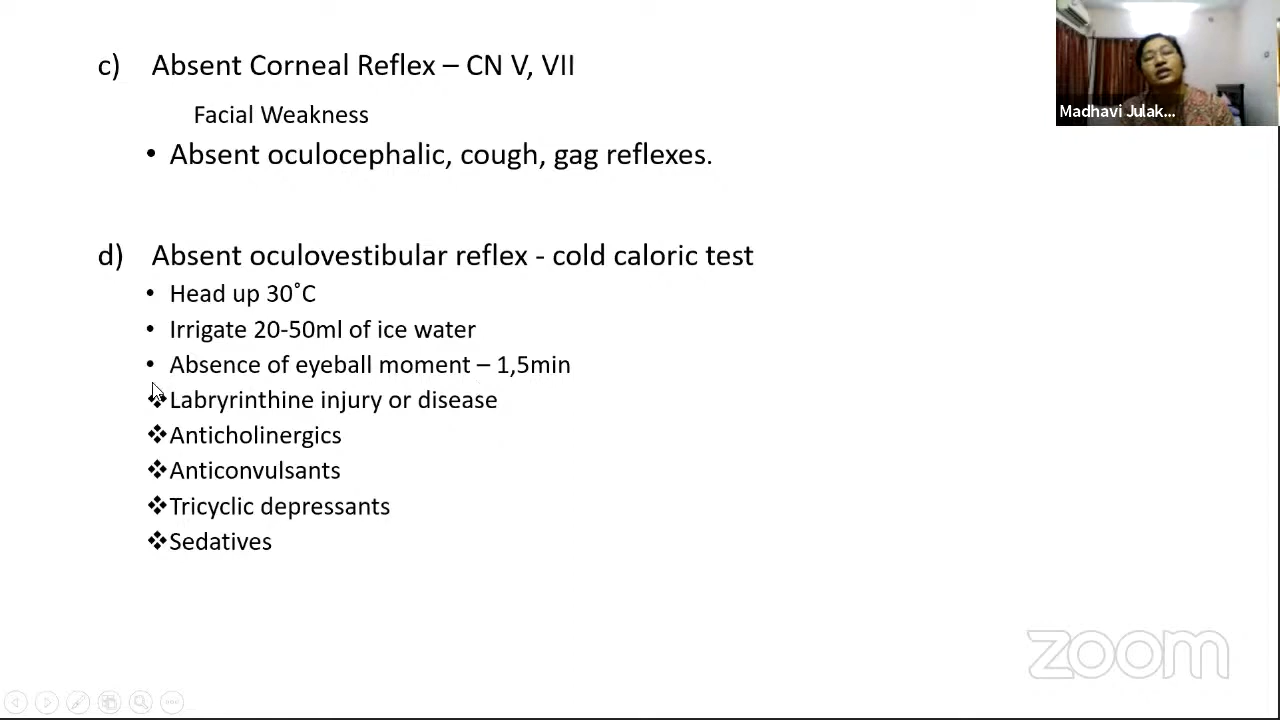 c) Absent Corneal Reflex – CN V, VII
Facial Weakness
• Absent oculocephalic, cough, gag reflexes.
d) Absent oculovestibular reflex - cold caloric test
• Head up 30˚C
• Irrigate 20-50ml of ice water
• Absence of eyeball moment – 1,5min
❖ Labryrinthine injury or disease
❖ Anticholinergics
❖ Anticonvulsants
❖ Tricyclic depressants
❖ Sedatives
Madhavi Julak...
zoom